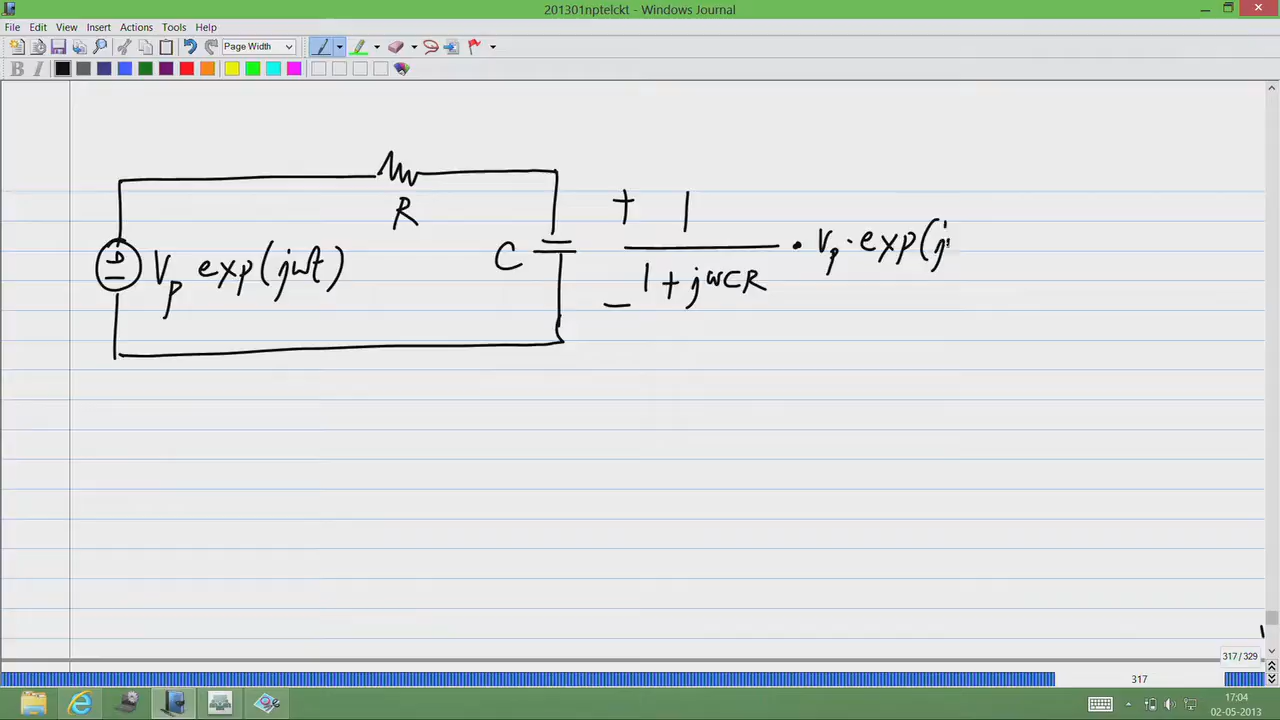 201301nptelckt - Windows Journal
File Edit View Insert Actions Tools Help
Page Width
B I
R
+ 1
Vp exp(jωt)
C
1 + jωCR
· Vp · exp(j
−
317 / 329
317
17:04
02-05-2013